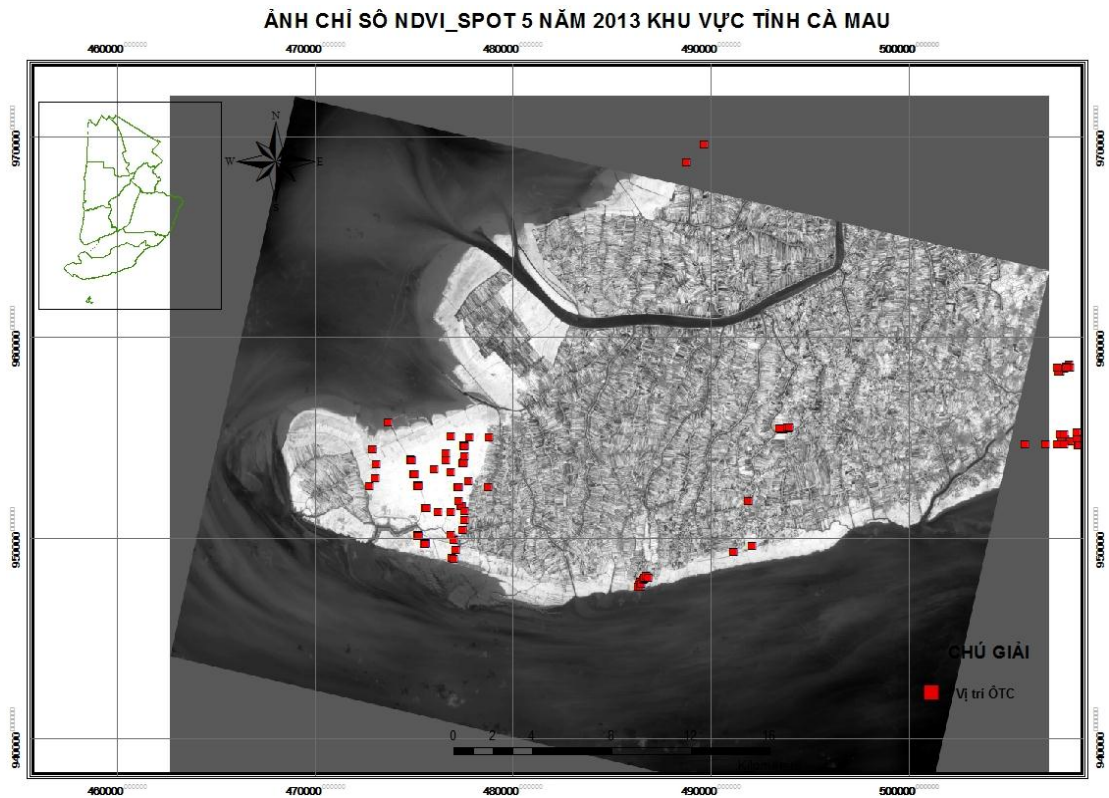 ẢNH CHỈ SÔ NDVI_SPOT 5 NĂM 2013 KHU VỰC TỈNH CÀ MAU
460000 470000 480000 490000 500000
970000 970000
N
W E
960000 960000
950000 950000
CHÚ GIẢI
Vị trí ÔTC
0 2 4 8 12 16
940000 940000
460000 470000 480000 490000 500000